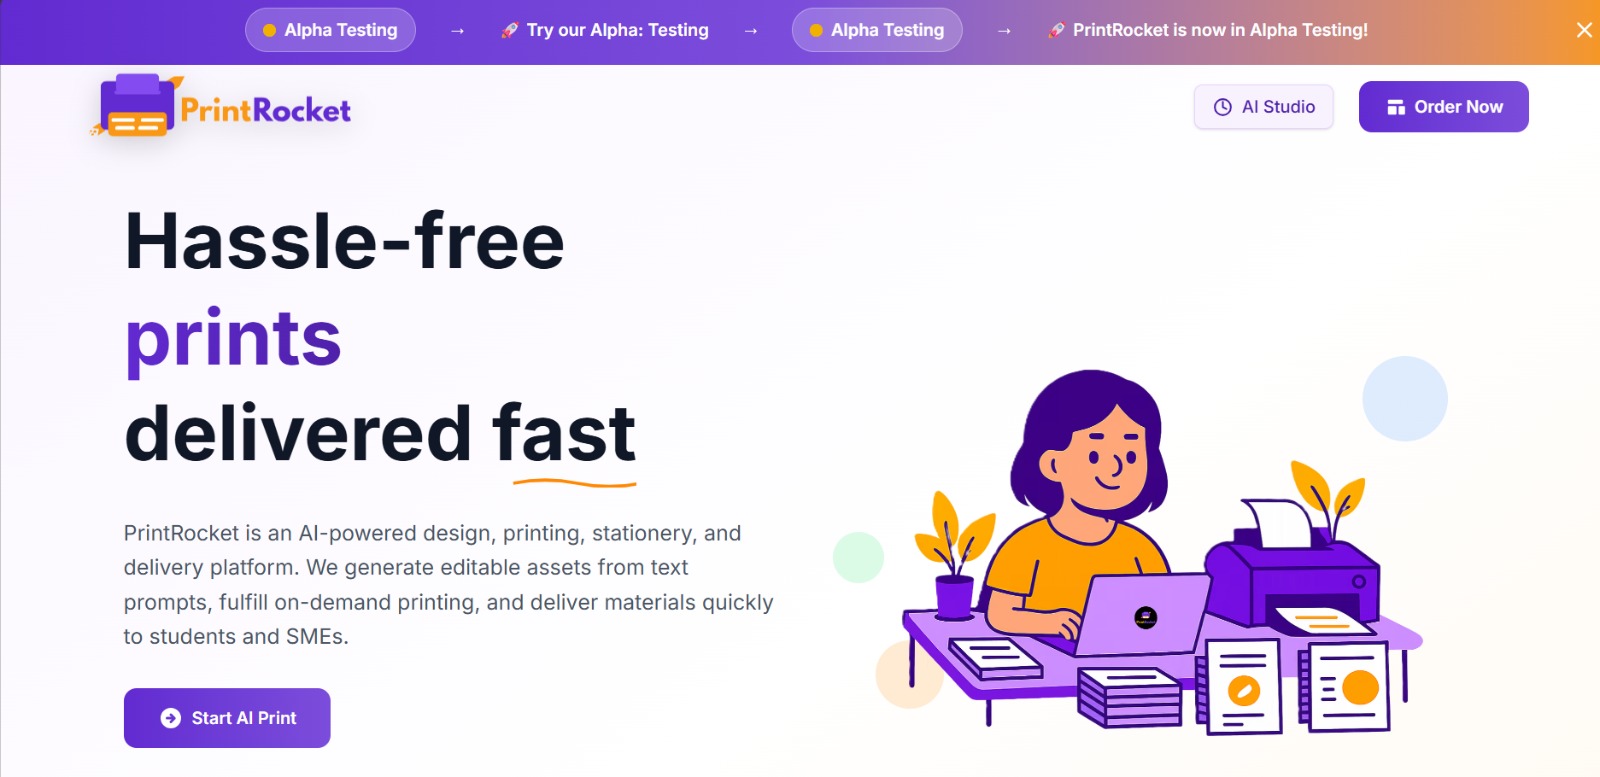 Alpha Testing → 🚀 Try our Alpha: Testing → Alpha Testing → 🚀 PrintRocket is now in Alpha Testing!
PrintRocket
AI Studio
Order Now
Hassle-free
prints
delivered fast
PrintRocket is an AI-powered design, printing, stationery, and
delivery platform. We generate editable assets from text
prompts, fulfill on-demand printing, and deliver materials quickly
to students and SMEs.
Start AI Print